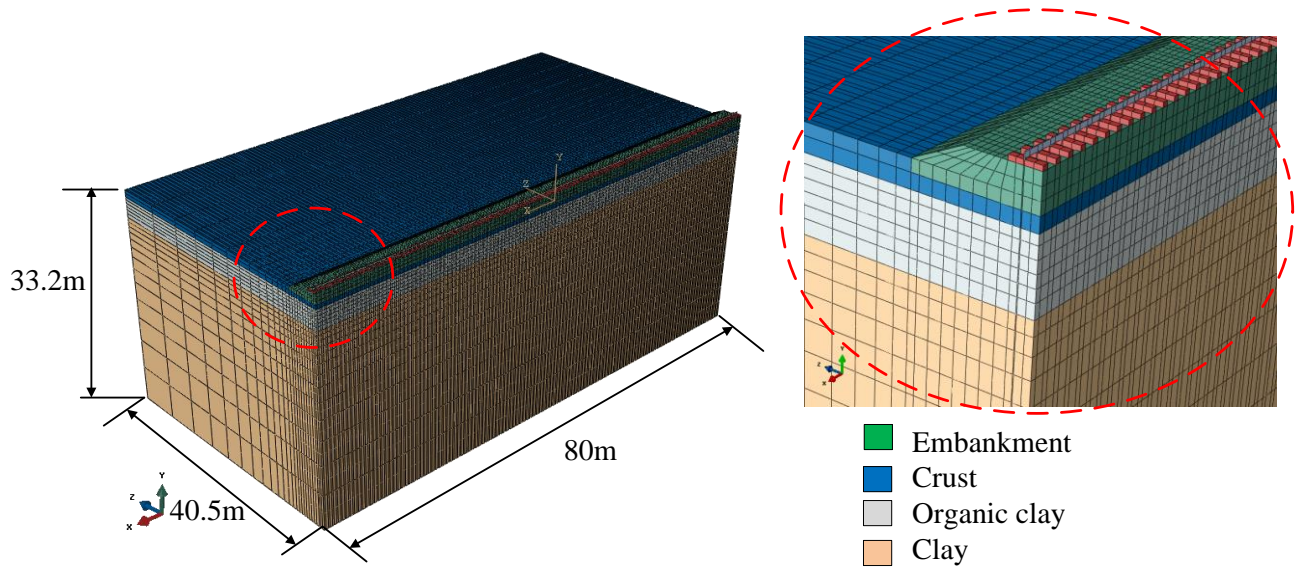 33.2m
40.5m
80m
Y
Z
X
Y
Z
X
Y
Z
X
Embankment
Crust
Organic clay
Clay